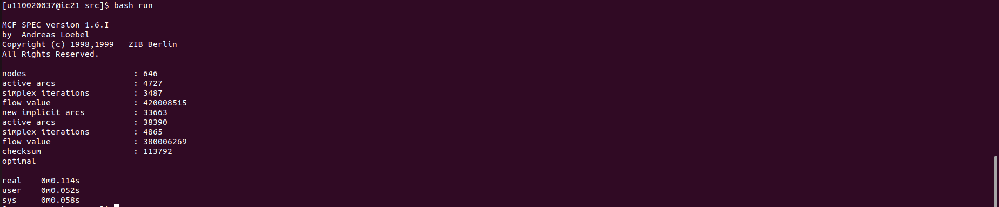 [u110020037@ic21 src]$ bash run
MCF SPEC version 1.6.I
by  Andreas Loebel
Copyright (c) 1998,1999   ZIB Berlin
All Rights Reserved.
nodes                      : 646
active arcs                : 4727
simplex iterations         : 3487
flow value                 : 420008515
new implicit arcs          : 33663
active arcs                : 38390
simplex iterations         : 4865
flow value                 : 380006269
checksum                   : 113792
optimal
real    0m0.114s
user    0m0.052s
sys     0m0.058s